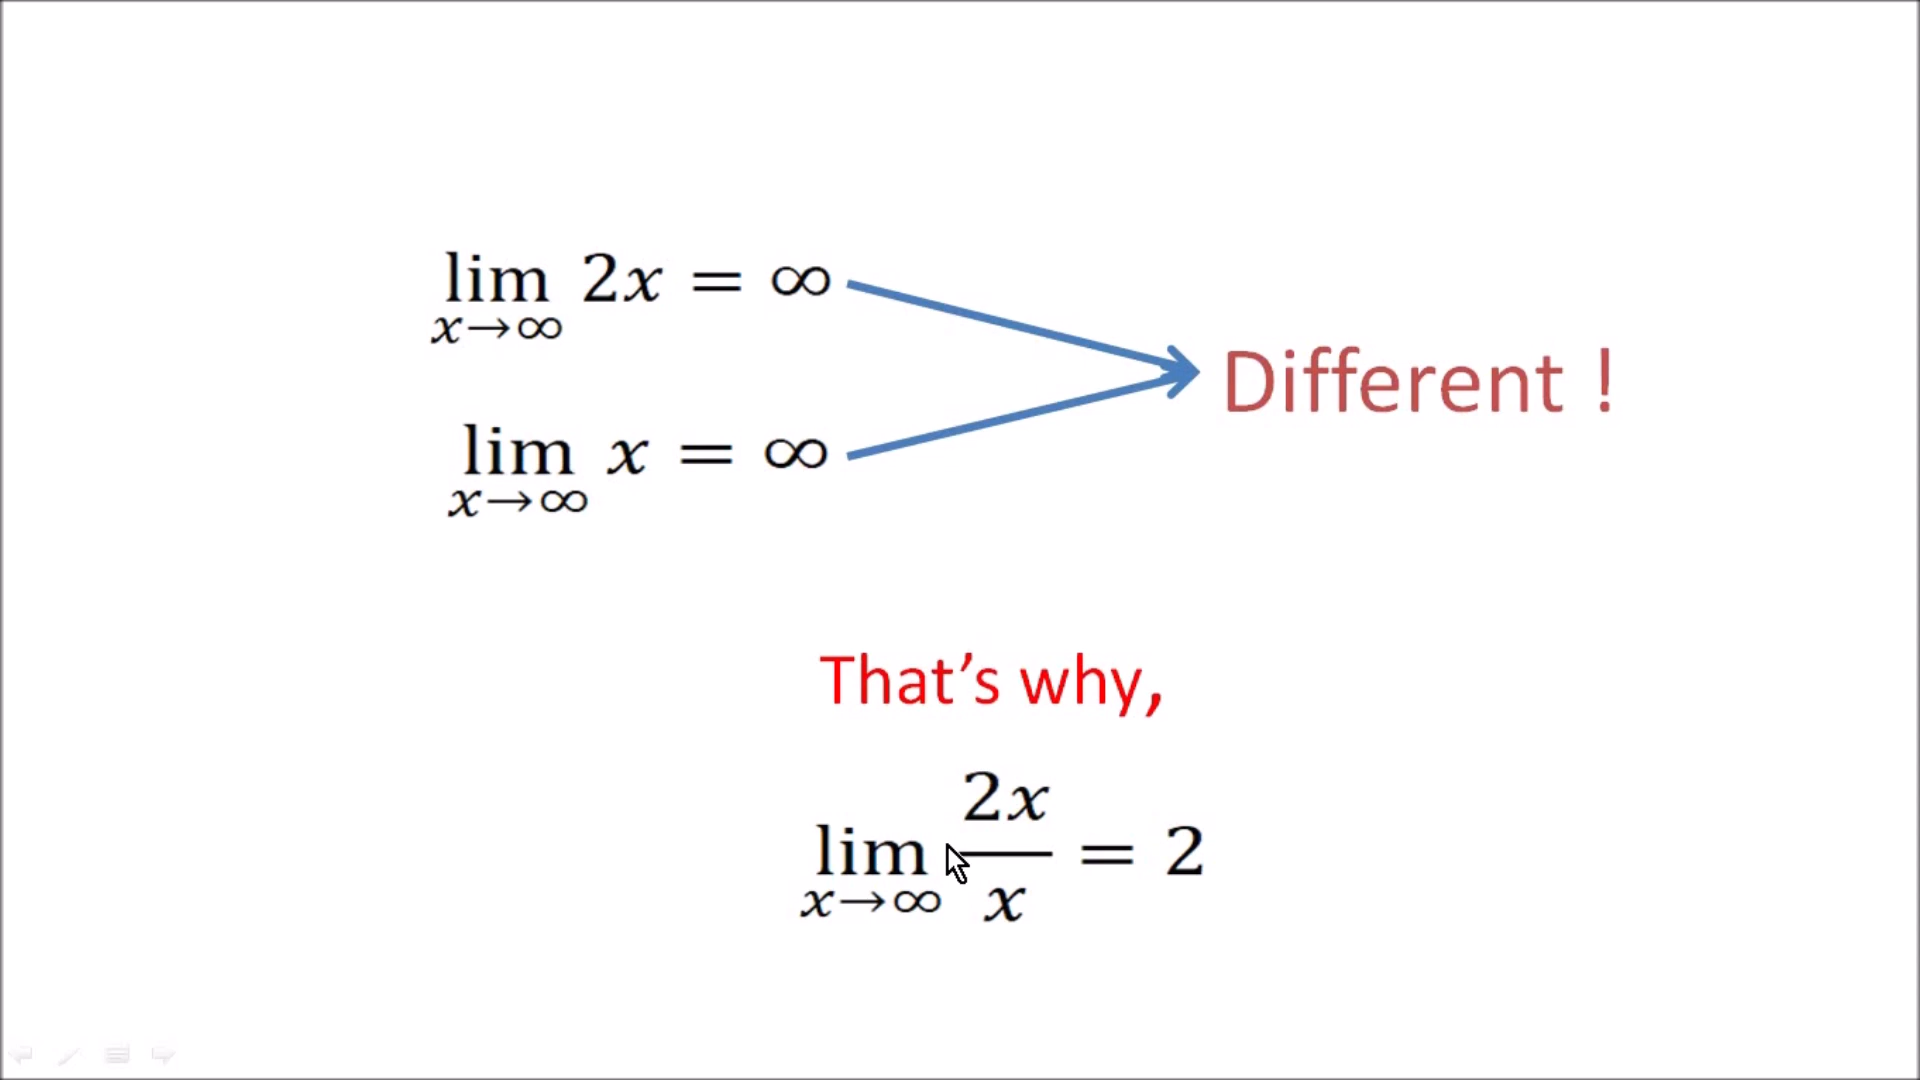 lim 2x = ∞
x→∞
Different !
lim x = ∞
x→∞
That's why,
lim 2x/x = 2
x→∞